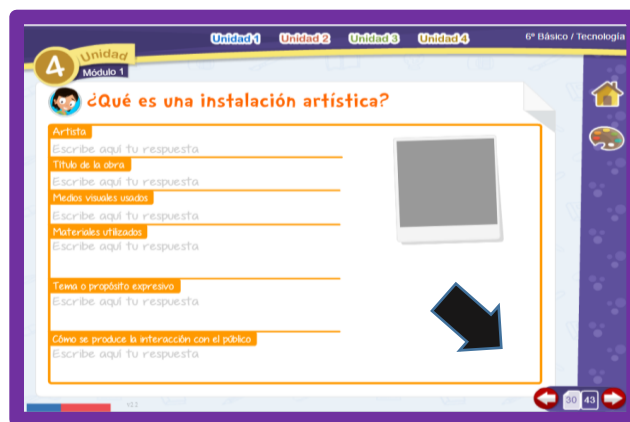 Unidad 1 Unidad 2 Unidad 3 Unidad 4 6º Básico / Tecnología
4 Unidad
Módulo 1
¿Qué es una instalación artística?
Artista
Escribe aquí tu respuesta
Título de la obra
Escribe aquí tu respuesta
Medios visuales usados
Escribe aquí tu respuesta
Materiales utilizados
Escribe aquí tu respuesta
Tema o propósito expresivo
Escribe aquí tu respuesta
Cómo se produce la interacción con el público
Escribe aquí tu respuesta
30 43